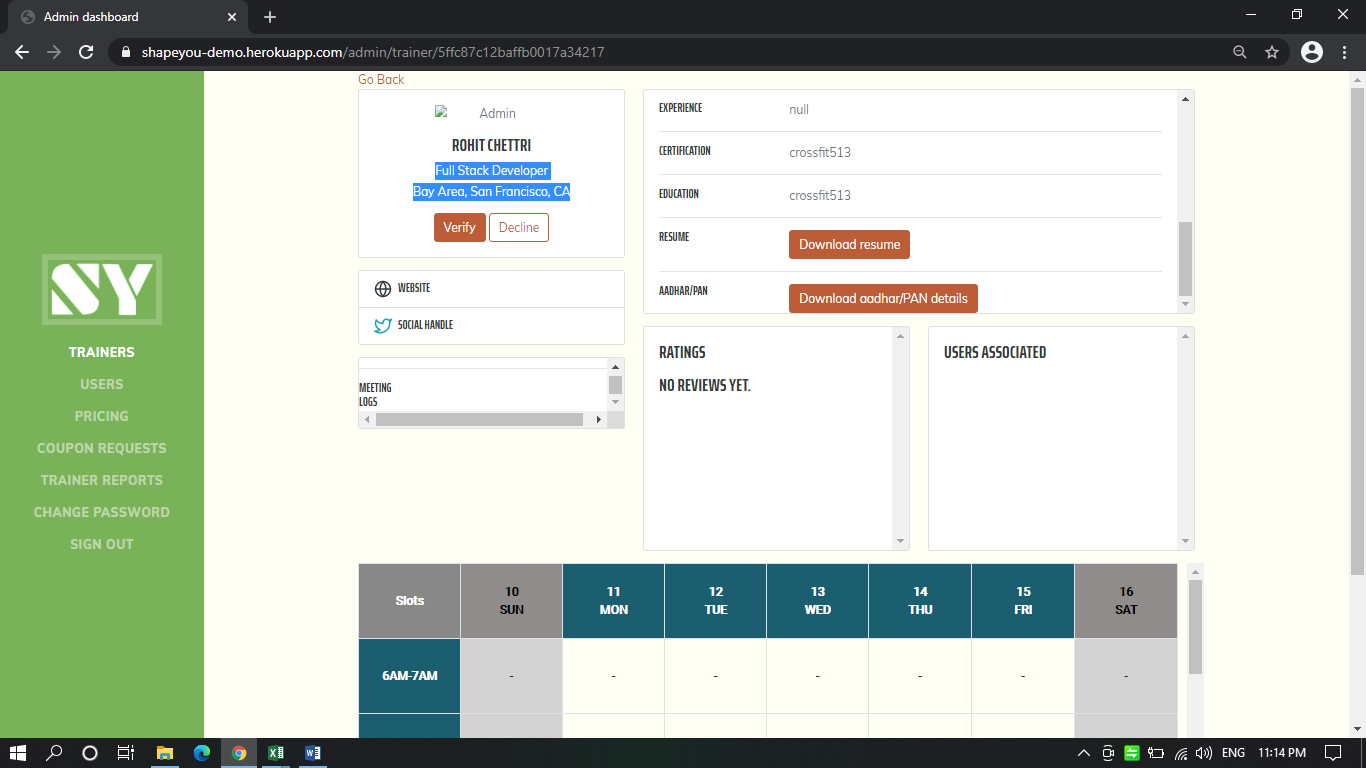 Admin dashboard
shapeyou-demo.herokuapp.com/admin/trainer/5ffc87c12baffb0017a34217
SY
TRAINERS
USERS
PRICING
COUPON REQUESTS
TRAINER REPORTS
CHANGE PASSWORD
SIGN OUT
Go Back
Admin
ROHIT CHETTRI
Full Stack Developer
Bay Area, San Francisco, CA
Verify Decline
WEBSITE
SOCIAL HANDLE
MEETING
LOGS
EXPERIENCE null
CERTIFICATION crossfit513
EDUCATION crossfit513
RESUME Download resume
AADHAR/PAN Download aadhar/PAN details
RATINGS
NO REVIEWS YET.
USERS ASSOCIATED
Slots 10 SUN 11 MON 12 TUE 13 WED 14 THU 15 FRI 16 SAT
6AM-7AM - - - - - - -
ENG 11:14 PM